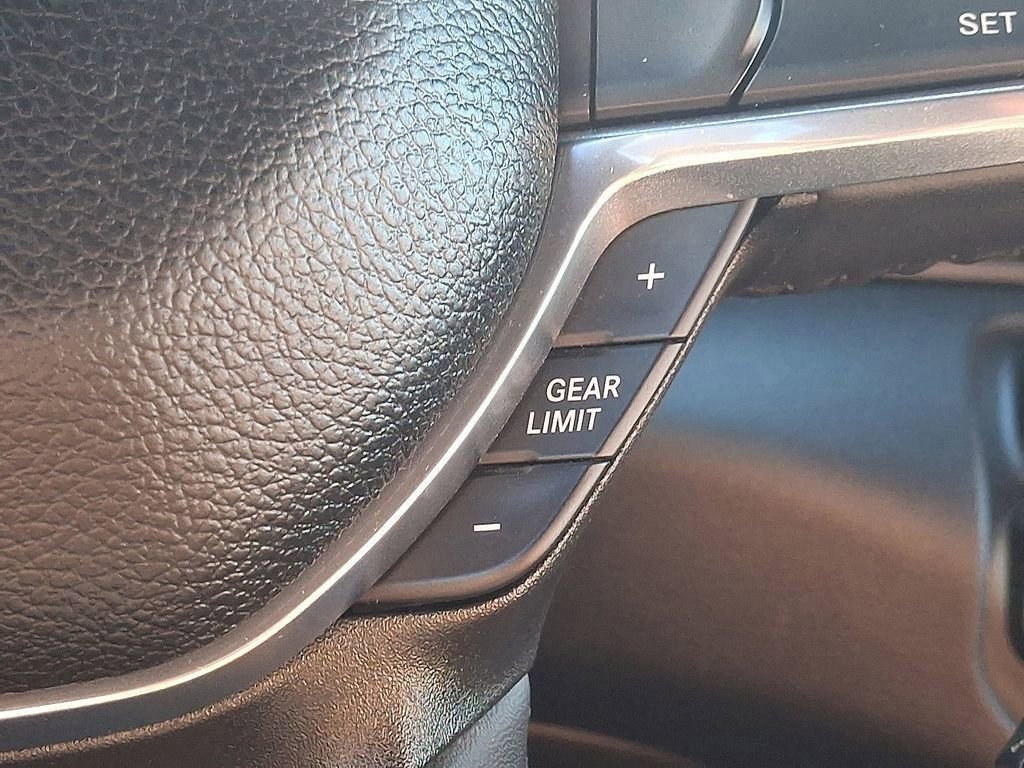 SET
+
GEAR
LIMIT
−